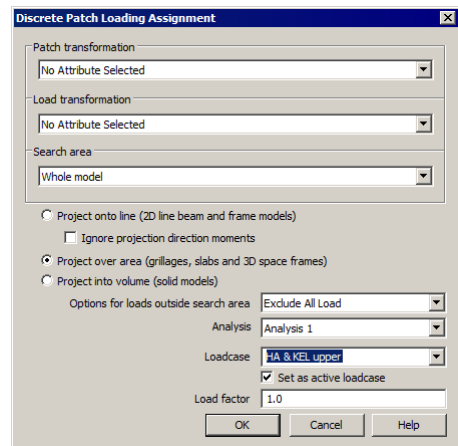 Discrete Patch Loading Assignment
Patch transformation
No Attribute Selected
Load transformation
No Attribute Selected
Search area
Whole model
Project onto line (2D line beam and frame models)
Ignore projection direction moments
Project over area (grillages, slabs and 3D space frames)
Project into volume (solid models)
Options for loads outside search area Exclude All Load
Analysis Analysis 1
Loadcase HA & KEL upper
Set as active loadcase
Load factor 1.0
OK Cancel Help